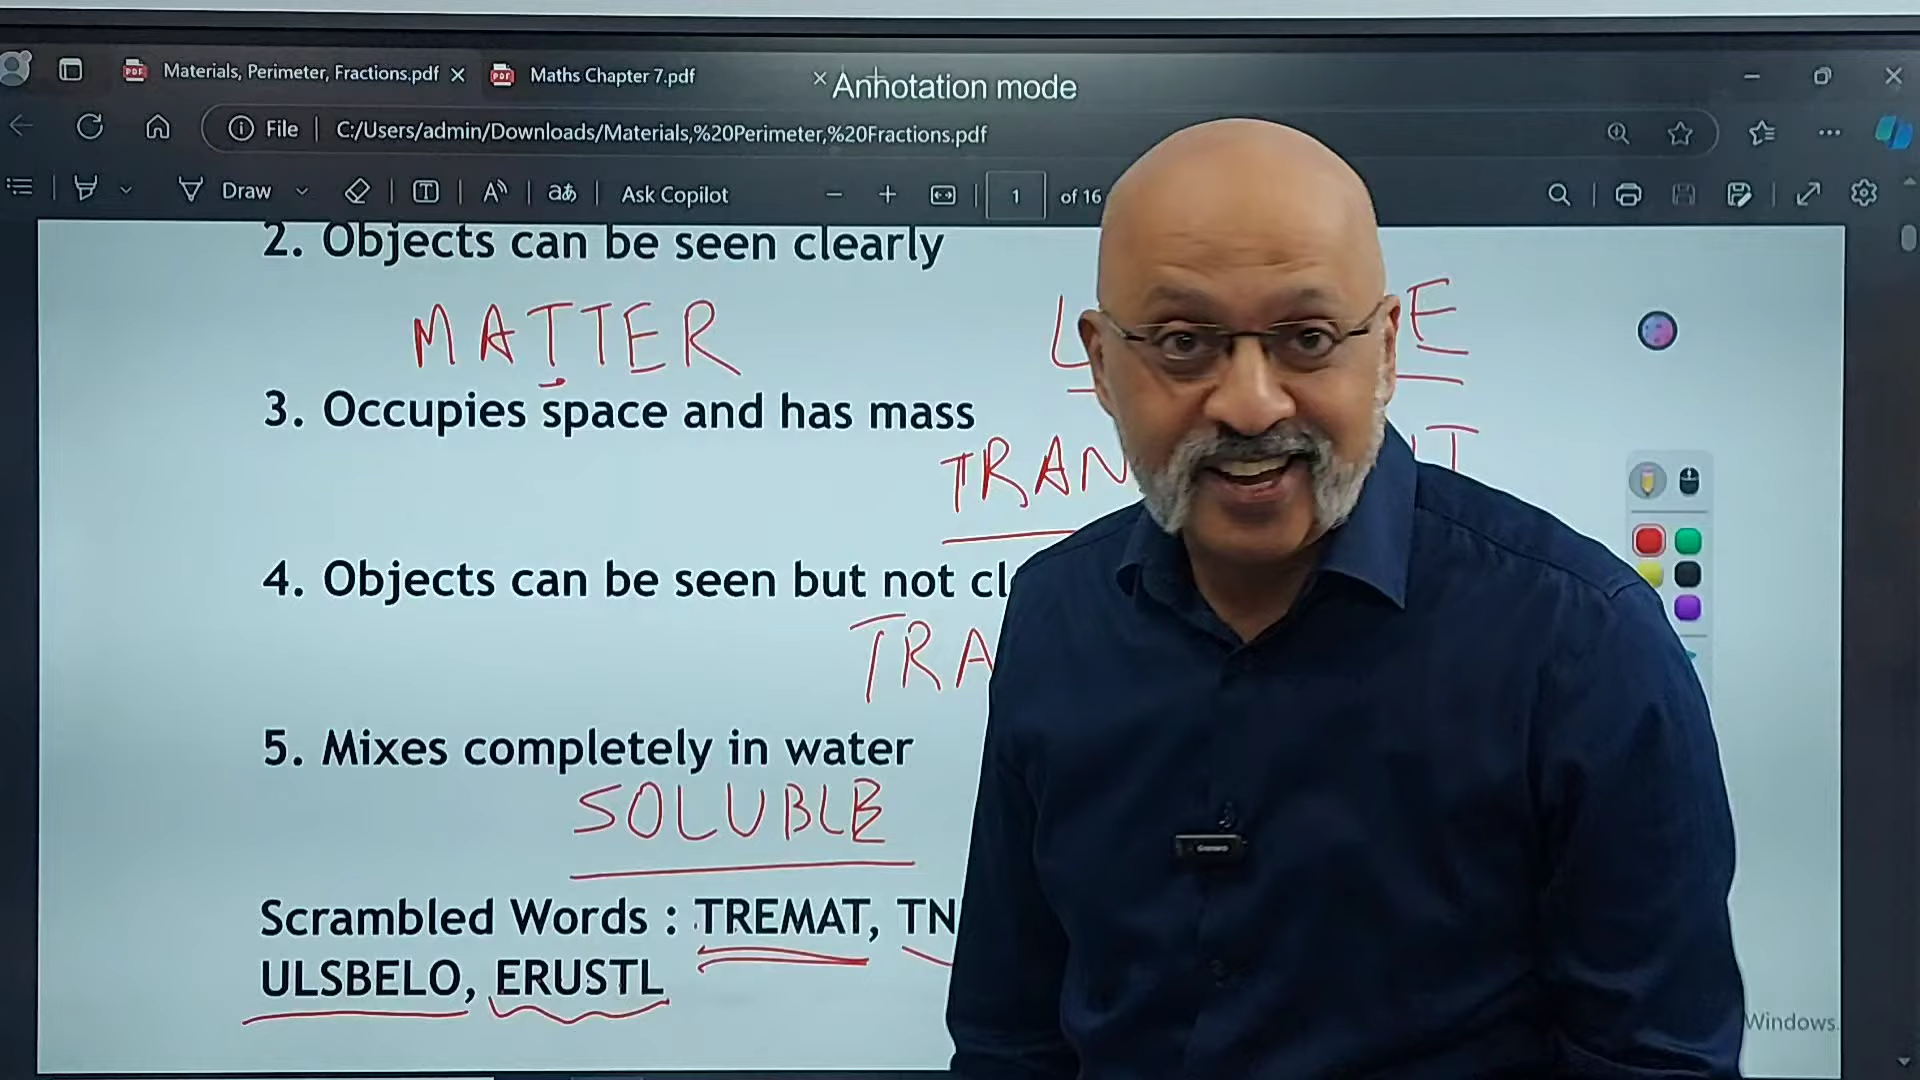 Materials, Perimeter, Fractions.pdf
Maths Chapter 7.pdf
Annotation mode
File
C:/Users/admin/Downloads/Materials,%20Perimeter,%20Fractions.pdf
Draw
Ask Copilot
1 of 16
2. Objects can be seen clearly
MATTER
3. Occupies space and has mass
4. Objects can be seen but not
5. Mixes completely in water
SOLUBLE
Scrambled Words : TREMAT,
ULSBELO, ERUSTL
Windows.